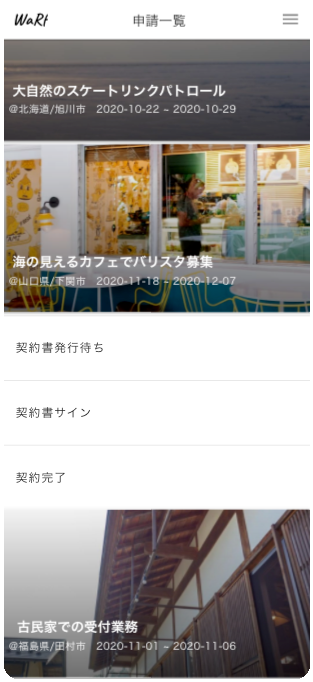 WaRt
申請一覧
大自然のスケートリンクパトロール
@北海道/旭川市 2020-10-22 ~ 2020-10-29
海の見えるカフェでバリスタ募集
@山口県/下関市 2020-11-18 ~ 2020-12-07
契約書発行待ち
契約書サイン
契約完了
古民家での受付業務
@福島県/田村市 2020-11-01 ~ 2020-11-06